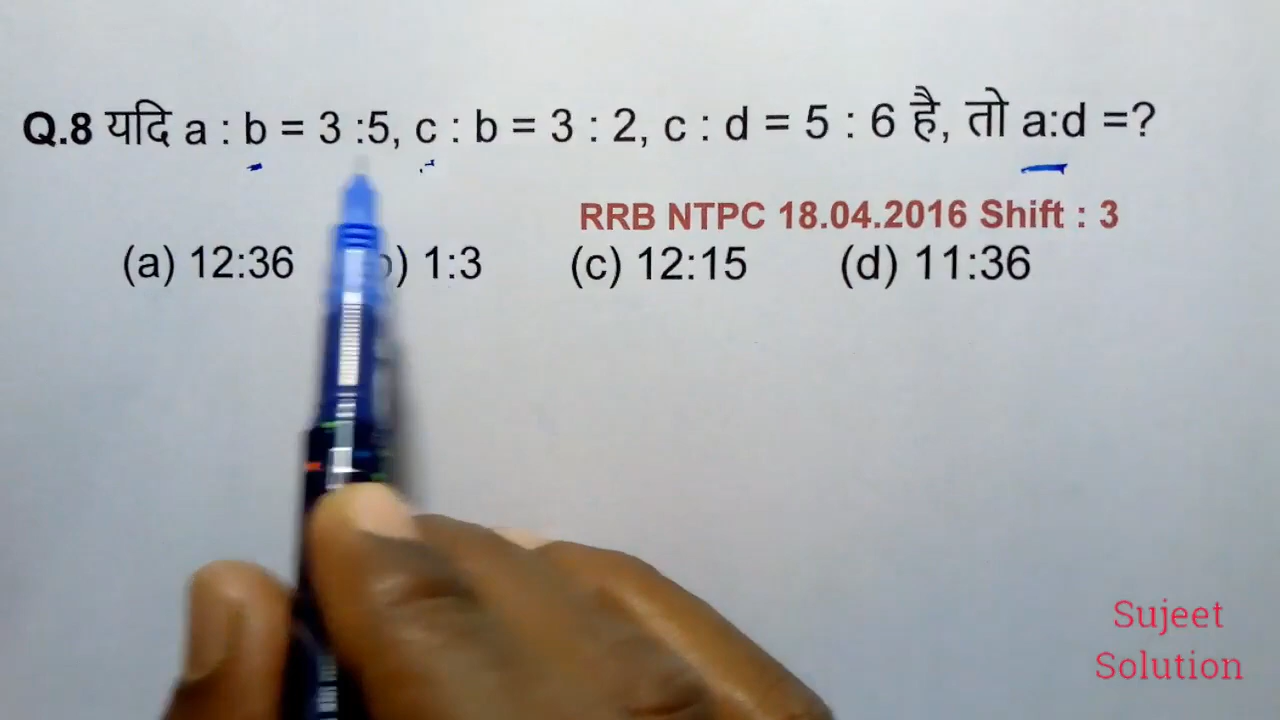 Q.8 यदि a : b = 3 :5, c : b = 3 : 2, c : d = 5 : 6 है, तो a:d =?
RRB NTPC 18.04.2016 Shift : 3
(a) 12:36 b) 1:3 (c) 12:15 (d) 11:36
Sujeet
Solution